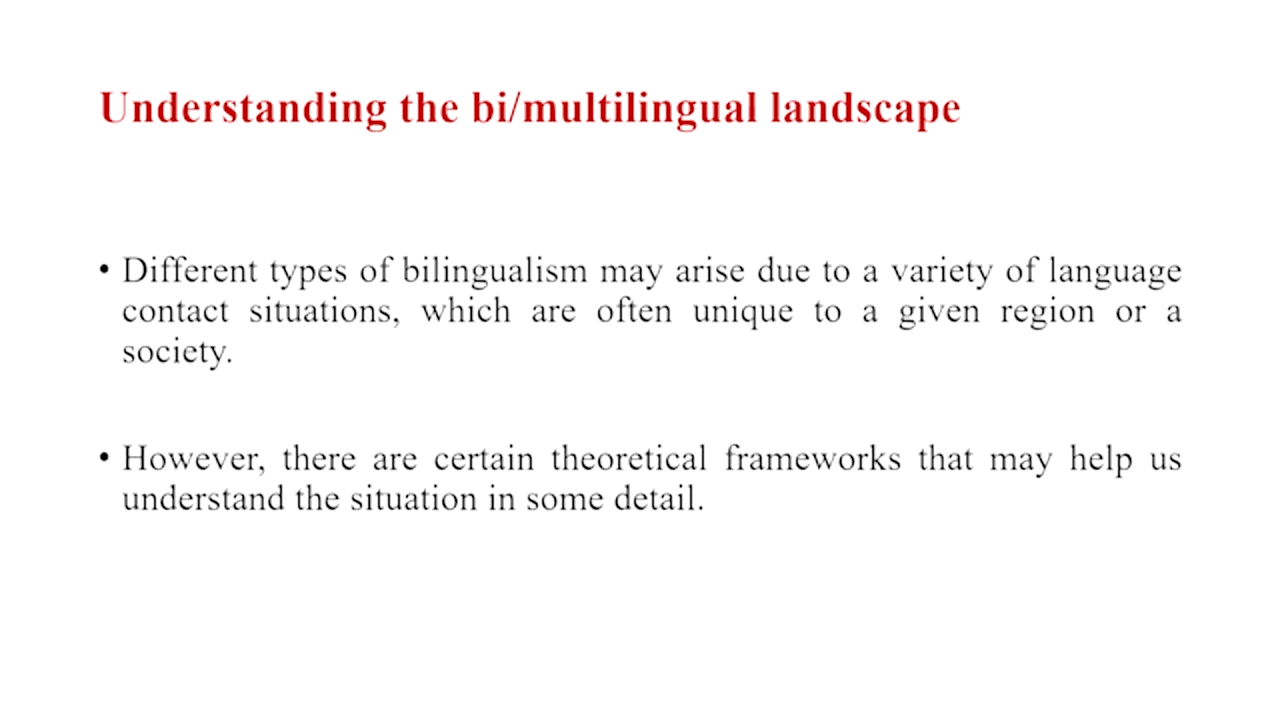 Understanding the bi/multilingual landscape
• Different types of bilingualism may arise due to a variety of language
contact situations, which are often unique to a given region or a
society.
• However, there are certain theoretical frameworks that may help us
understand the situation in some detail.